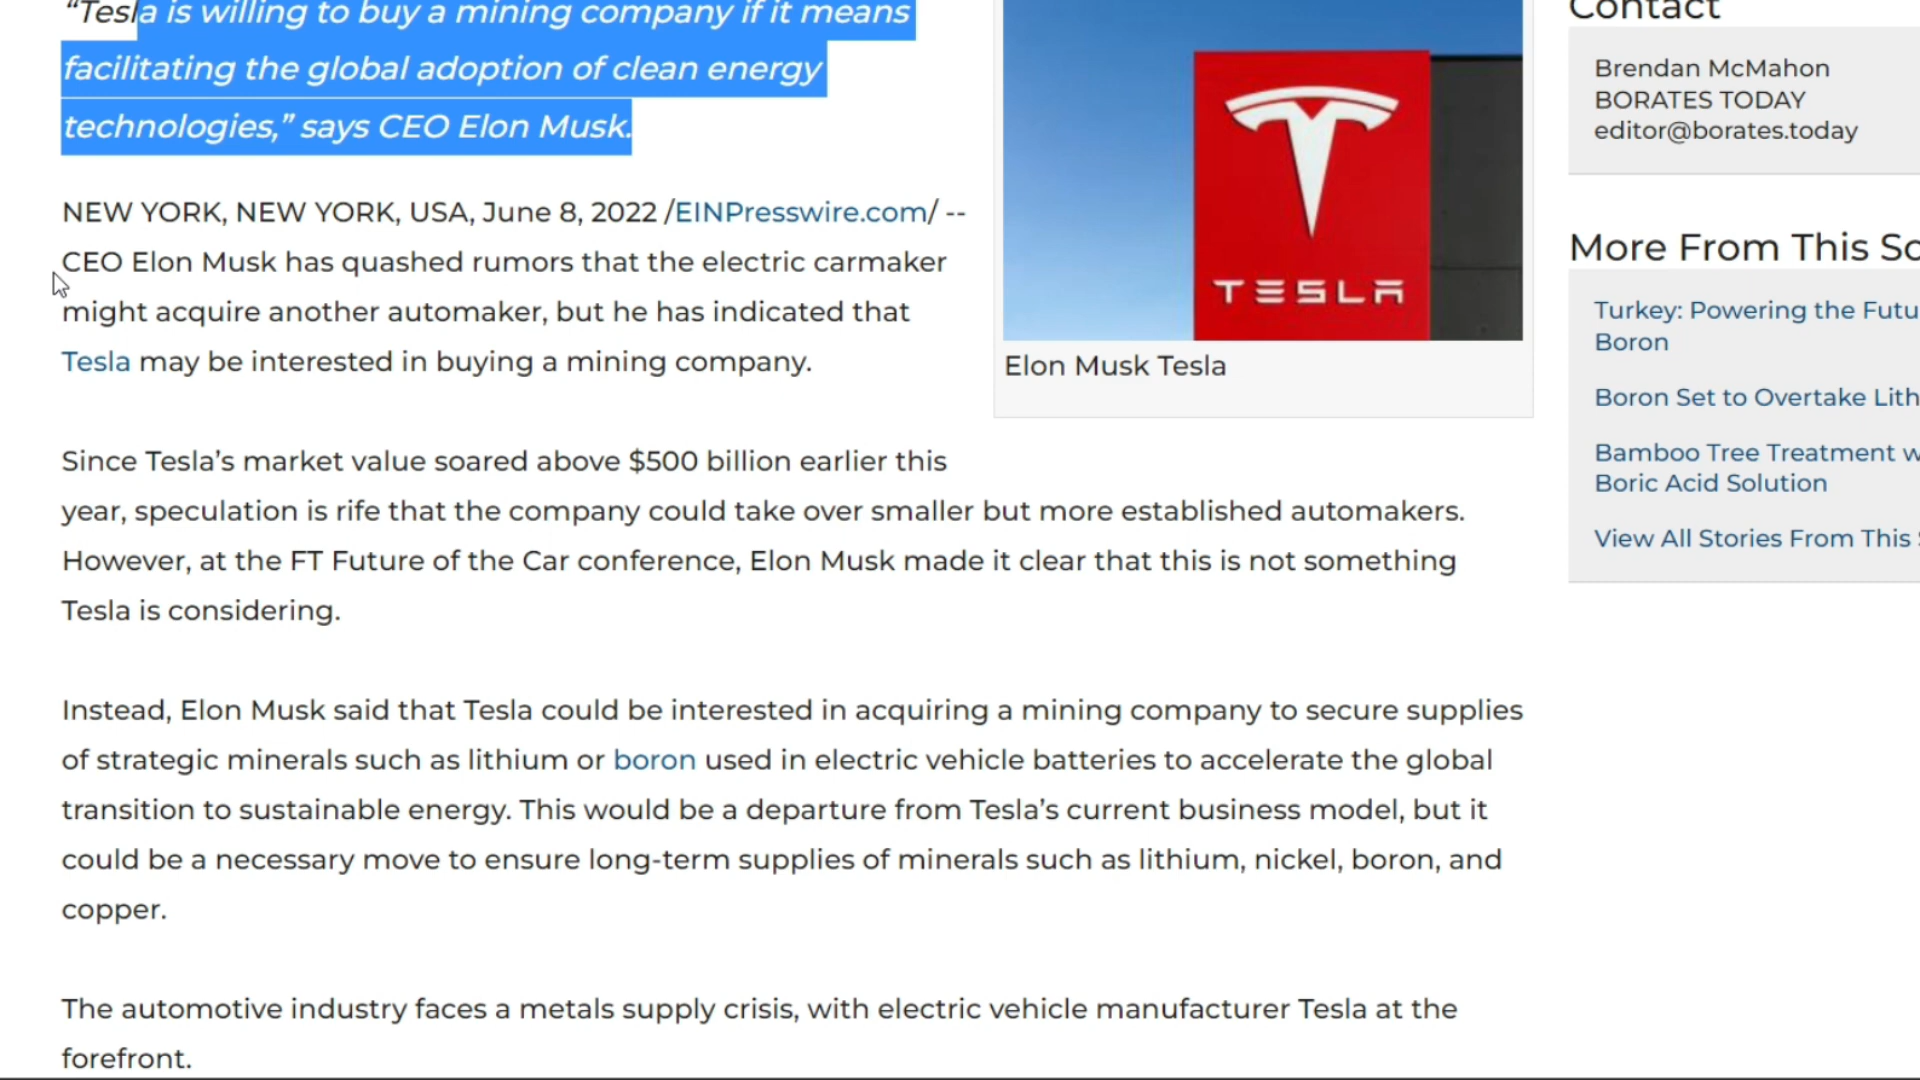 “Tesla is willing to buy a mining company if it means
facilitating the global adoption of clean energy
technologies,” says CEO Elon Musk.
NEW YORK, NEW YORK, USA, June 8, 2022 /EINPresswire.com/ --
CEO Elon Musk has quashed rumors that the electric carmaker
might acquire another automaker, but he has indicated that
Tesla may be interested in buying a mining company.
TESLA
Elon Musk Tesla
Since Tesla’s market value soared above $500 billion earlier this
year, speculation is rife that the company could take over smaller but more established automakers.
However, at the FT Future of the Car conference, Elon Musk made it clear that this is not something
Tesla is considering.
Instead, Elon Musk said that Tesla could be interested in acquiring a mining company to secure supplies
of strategic minerals such as lithium or boron used in electric vehicle batteries to accelerate the global
transition to sustainable energy. This would be a departure from Tesla’s current business model, but it
could be a necessary move to ensure long-term supplies of minerals such as lithium, nickel, boron, and
copper.
The automotive industry faces a metals supply crisis, with electric vehicle manufacturer Tesla at the
forefront.
Contact
Brendan McMahon
BORATES TODAY
editor@borates.today
More From This
Turkey: Powering the
Boron
Boron Set to Overtake
Bamboo Tree Treatment
Boric Acid Solution
View All Stories From This